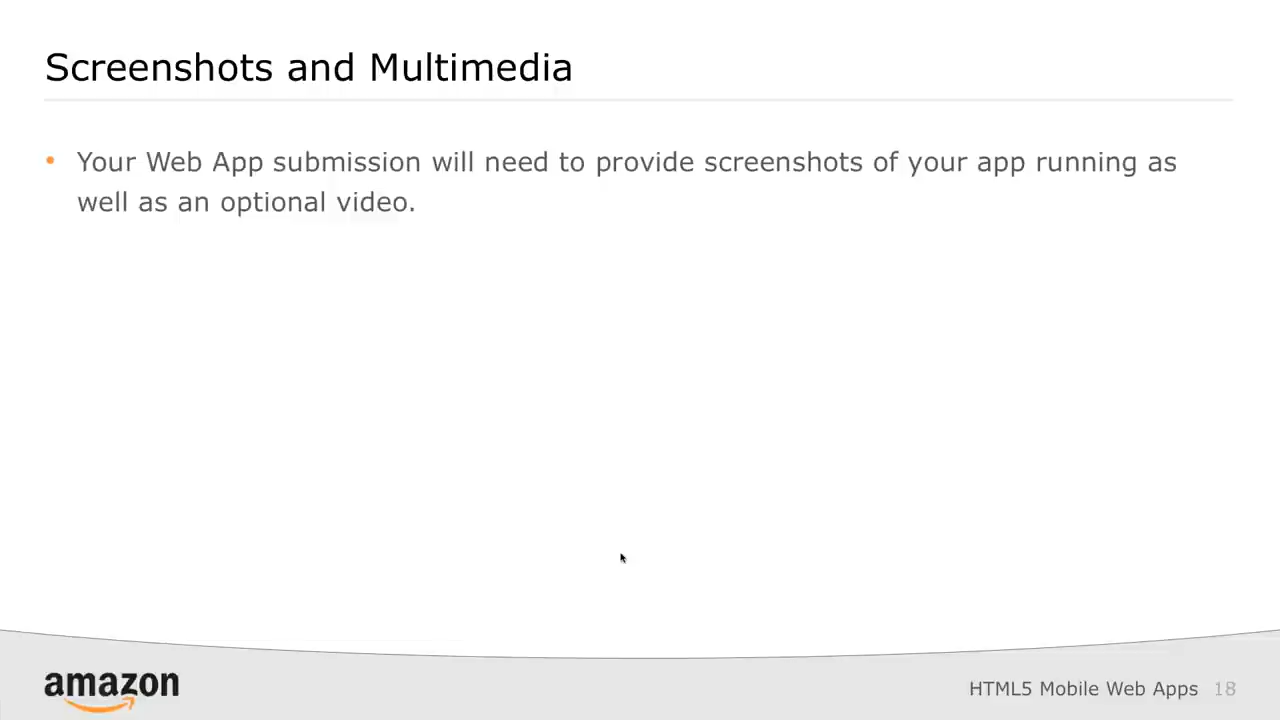 Screenshots and Multimedia
• Your Web App submission will need to provide screenshots of your app running as
well as an optional video.
amazon
HTML5 Mobile Web Apps 18